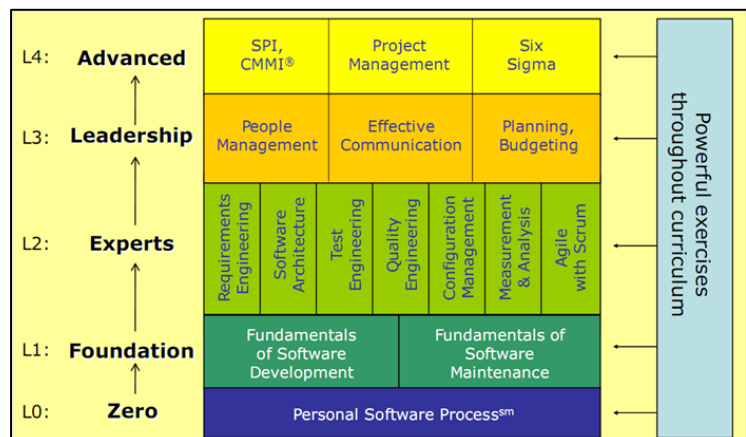 L4: Advanced
SPI,
CMMI®
Project
Management
Six
Sigma
L3: Leadership
People
Management
Effective
Communication
Planning,
Budgeting
L2: Experts
Requirements
Engineering
Software
Architecture
Test
Engineering
Quality
Engineering
Configuration
Management
Measurement
& Analysis
Agile
with Scrum
L1: Foundation
Fundamentals
of Software
Development
Fundamentals of
Software
Maintenance
L0: Zero
Personal Software Processsm
Powerful exercises
throughout curriculum